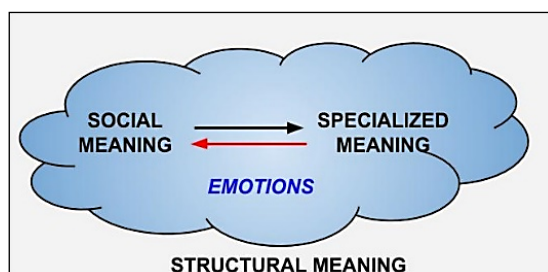 SOCIAL
MEANING
SPECIALIZED
MEANING
EMOTIONS
STRUCTURAL MEANING